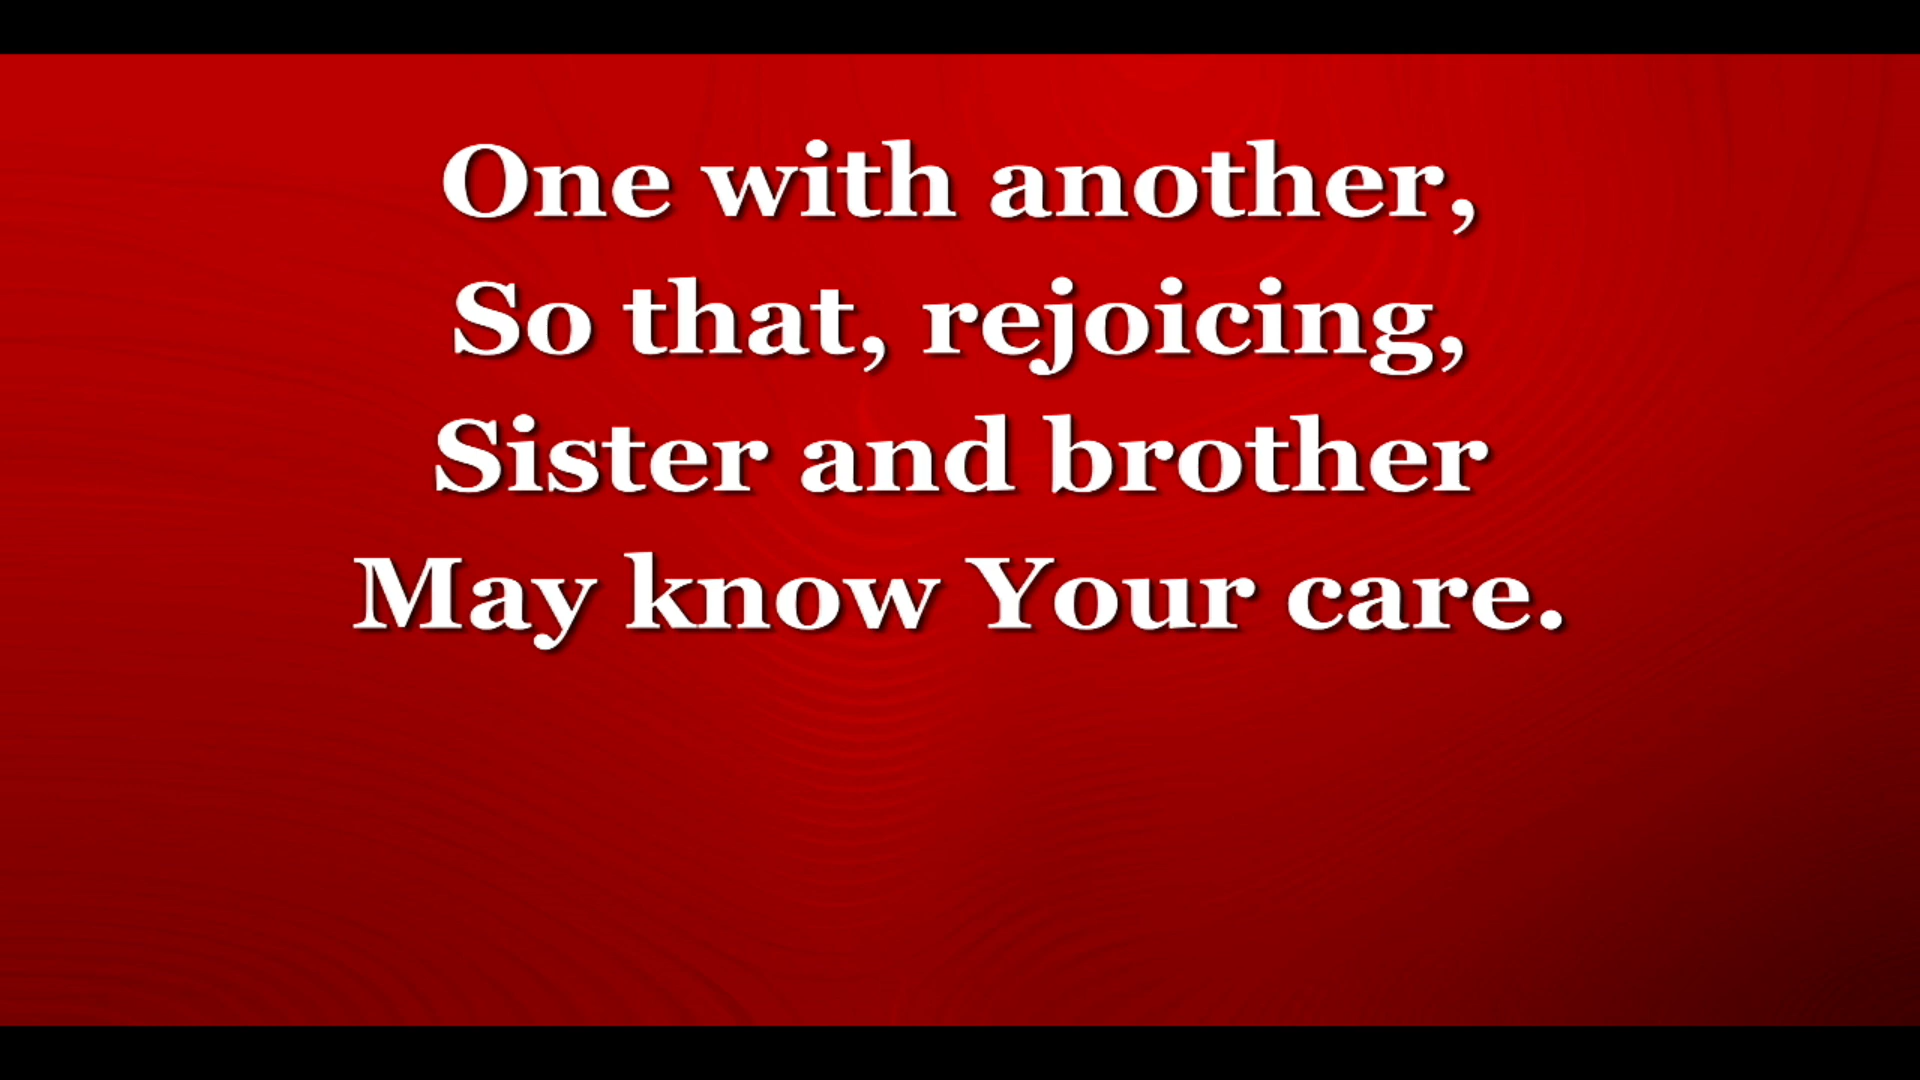 One with another,
So that, rejoicing,
Sister and brother
May know Your care.